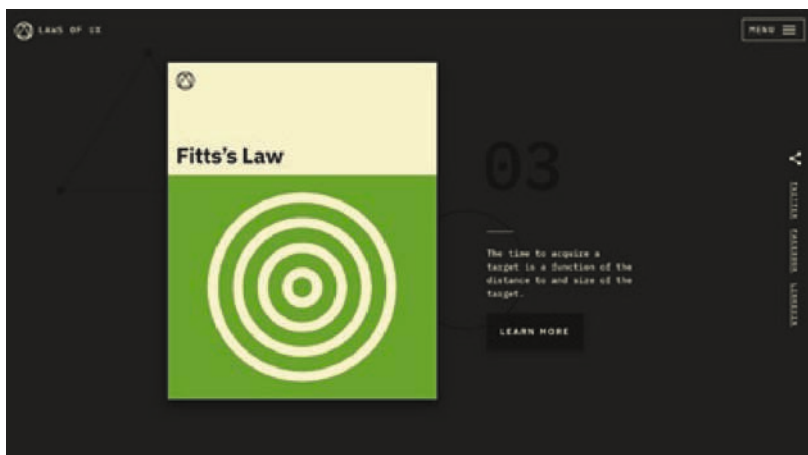 LAWS OF UX
MENU
Fitts's Law
03
The time to acquire a
target is a function of the
distance to and size of the
target.
LEARN MORE
TWITTER
FACEBOOK
LINKEDIN